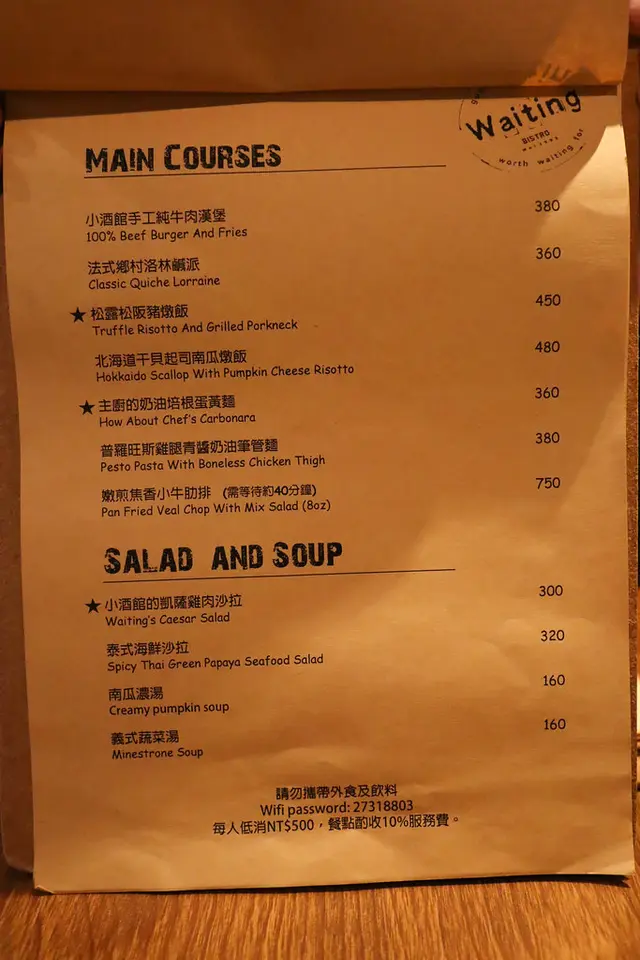 Waiting
BISTRO
worth waiting for
MAIN COURSES
小酒館手工純牛肉漢堡 380
100% Beef Burger And Fries
法式鄉村洛林鹹派 360
Classic Quiche Lorraine
★松露松阪豬燉飯 450
Truffle Risotto And Grilled Porkneck
北海道干貝起司南瓜燉飯 480
Hokkaido Scallop With Pumpkin Cheese Risotto
★主廚的奶油培根蛋黃麵 360
How About Chef's Carbonara
普羅旺斯雞腿青醬奶油筆管麵 380
Pesto Pasta With Boneless Chicken Thigh
嫩煎焦香小牛肋排 (需等待約40分鐘) 750
Pan Fried Veal Chop With Mix Salad (8oz)
SALAD AND SOUP
★小酒館的凱薩雞肉沙拉 300
Waiting's Caesar Salad
泰式海鮮沙拉 320
Spicy Thai Green Papaya Seafood Salad
南瓜濃湯 160
Creamy pumpkin soup
義式蔬菜湯 160
Minestrone Soup
請勿攜帶外食及飲料
Wifi password: 27318803
每人低消NT$500，餐點酌收10%服務費。